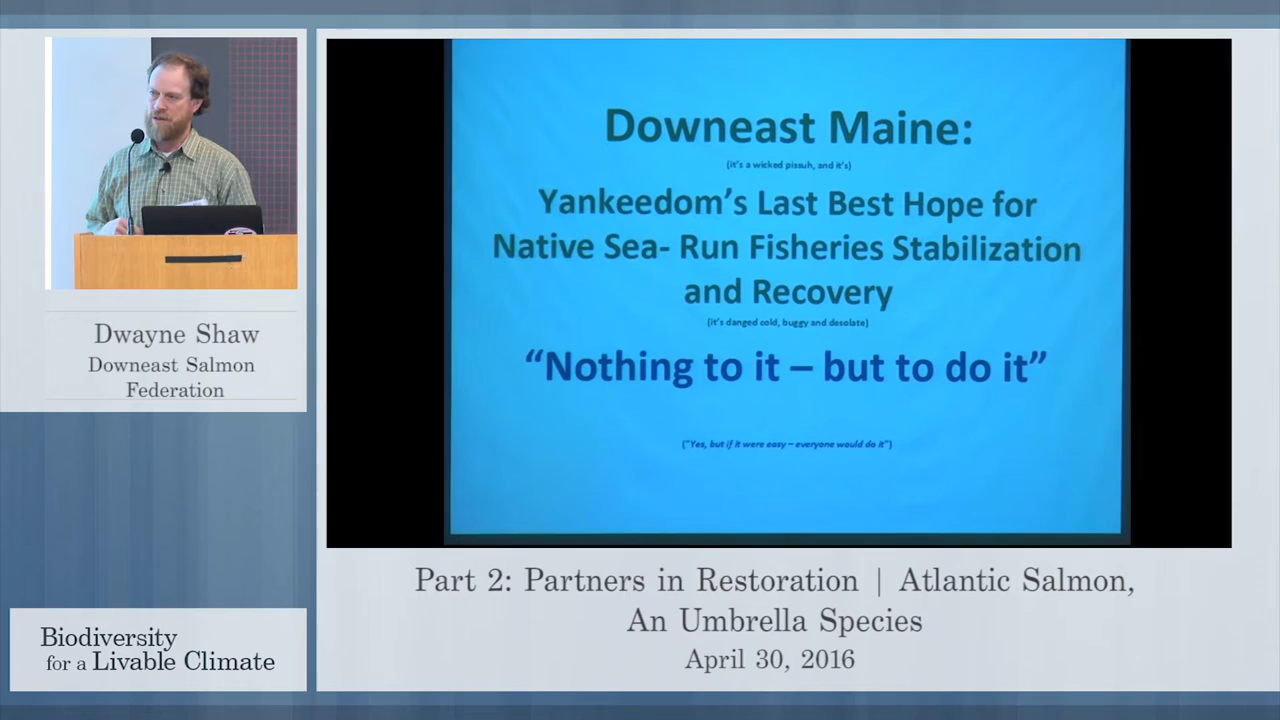 Downeast Maine:
(it's a wicked pissuh, and it's)
Yankeedom's Last Best Hope for
Native Sea- Run Fisheries Stabilization
and Recovery
(it's danged cold, buggy and desolate)
“Nothing to it – but to do it”
("Yes, but if it were easy – everyone would do it")
Dwayne Shaw
Downeast Salmon
Federation
Part 2: Partners in Restoration | Atlantic Salmon,
An Umbrella Species
April 30, 2016
Biodiversity
for a Livable Climate